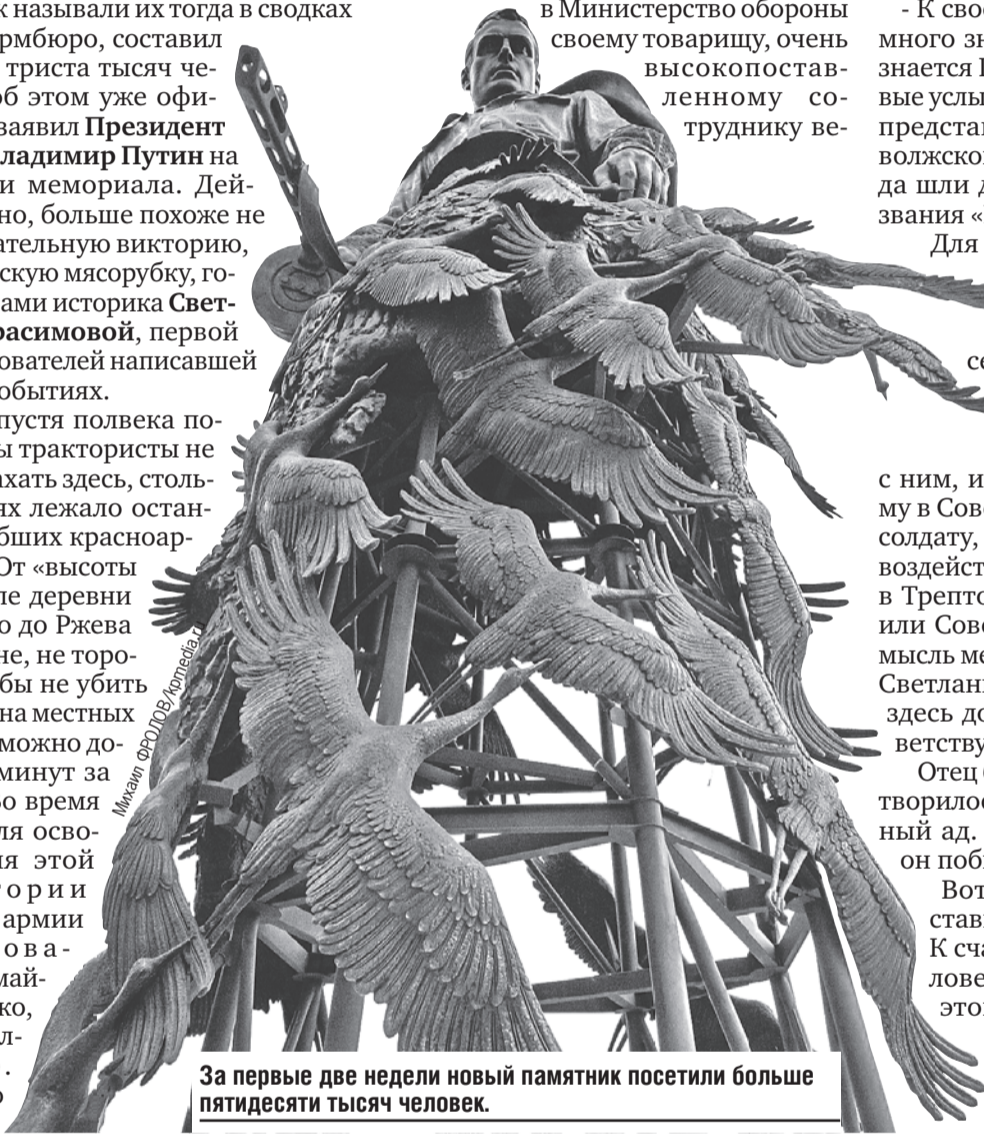 к называли их тогда в сводках
рмбюро, составил
триста тысяч че-
об этом уже офи-
заявил Президент
ладимир Путин на
и мемориала. Дей-
но, больше похоже не
ательную викторию,
скую мясорубку, го-
ами историка Свет-
расимовой, первой
ователей написавшей
обытиях.
пустя полвека по-
ы трактористы не
ахать здесь, столь-
ях лежало остан-
бших красноар-
От «высоты
ле деревни
о до Ржева
не, не торо-
бы не убить
на местных
можно до-
минут за
во время
ля осво-
ия этой
тории
армии
ова-
май-
ко,
л-
.
о
Михаил ФРОЛОВ/kpmedia.ru
в Министерство обороны
своему товарищу, очень
высокопостав-
ленному со-
труднику ве-
- К сво
много зн
знается
вые услы
предста
волжско
да шли д
звания «
Для
се
с ним, и
му в Сов
солдату,
воздейст
в Трепто
или Сов
мысль ме
Светлан
здесь до
ветству
Отец
творило
ный ад.
он поб
Вот
став
К сча
лове
это
За первые две недели новый памятник посетили больше
пятидесяти тысяч человек.